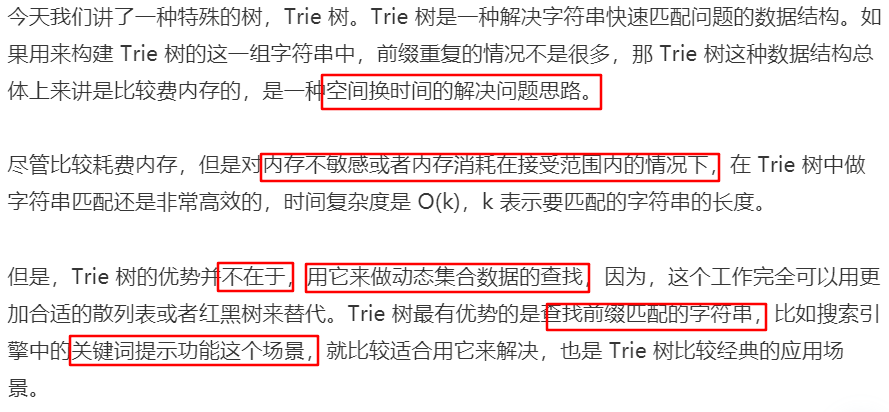 今天我们讲了一种特殊的树，Trie 树。Trie 树是一种解决字符串快速匹配问题的数据结构。如
果用来构建 Trie 树的这一组字符串中，前缀重复的情况不是很多，那 Trie 树这种数据结构总
体上来讲是比较费内存的，是一种空间换时间的解决问题思路。
尽管比较耗费内存，但是对内存不敏感或者内存消耗在接受范围内的情况下，在 Trie 树中做
字符串匹配还是非常高效的，时间复杂度是 O(k)，k 表示要匹配的字符串的长度。
但是，Trie 树的优势并不在于，用它来做动态集合数据的查找，因为，这个工作完全可以用更
加合适的散列表或者红黑树来替代。Trie 树最有优势的是查找前缀匹配的字符串，比如搜索引
擎中的关键词提示功能这个场景，就比较适合用它来解决，也是 Trie 树比较经典的应用场
景。